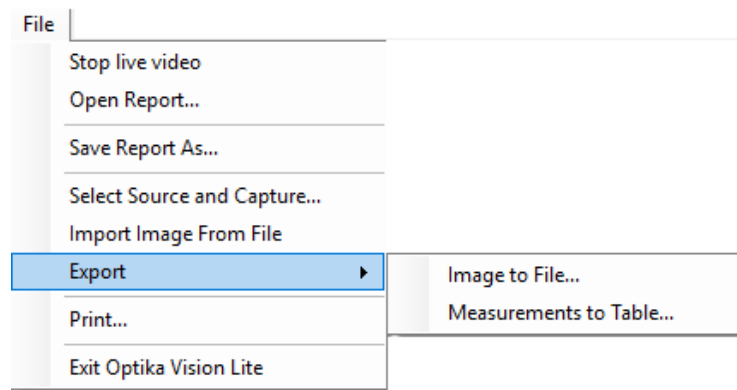 File
Stop live video
Open Report...
Save Report As...
Select Source and Capture...
Import Image From File
Export
Image to File...
Measurements to Table...
Print...
Exit Optika Vision Lite